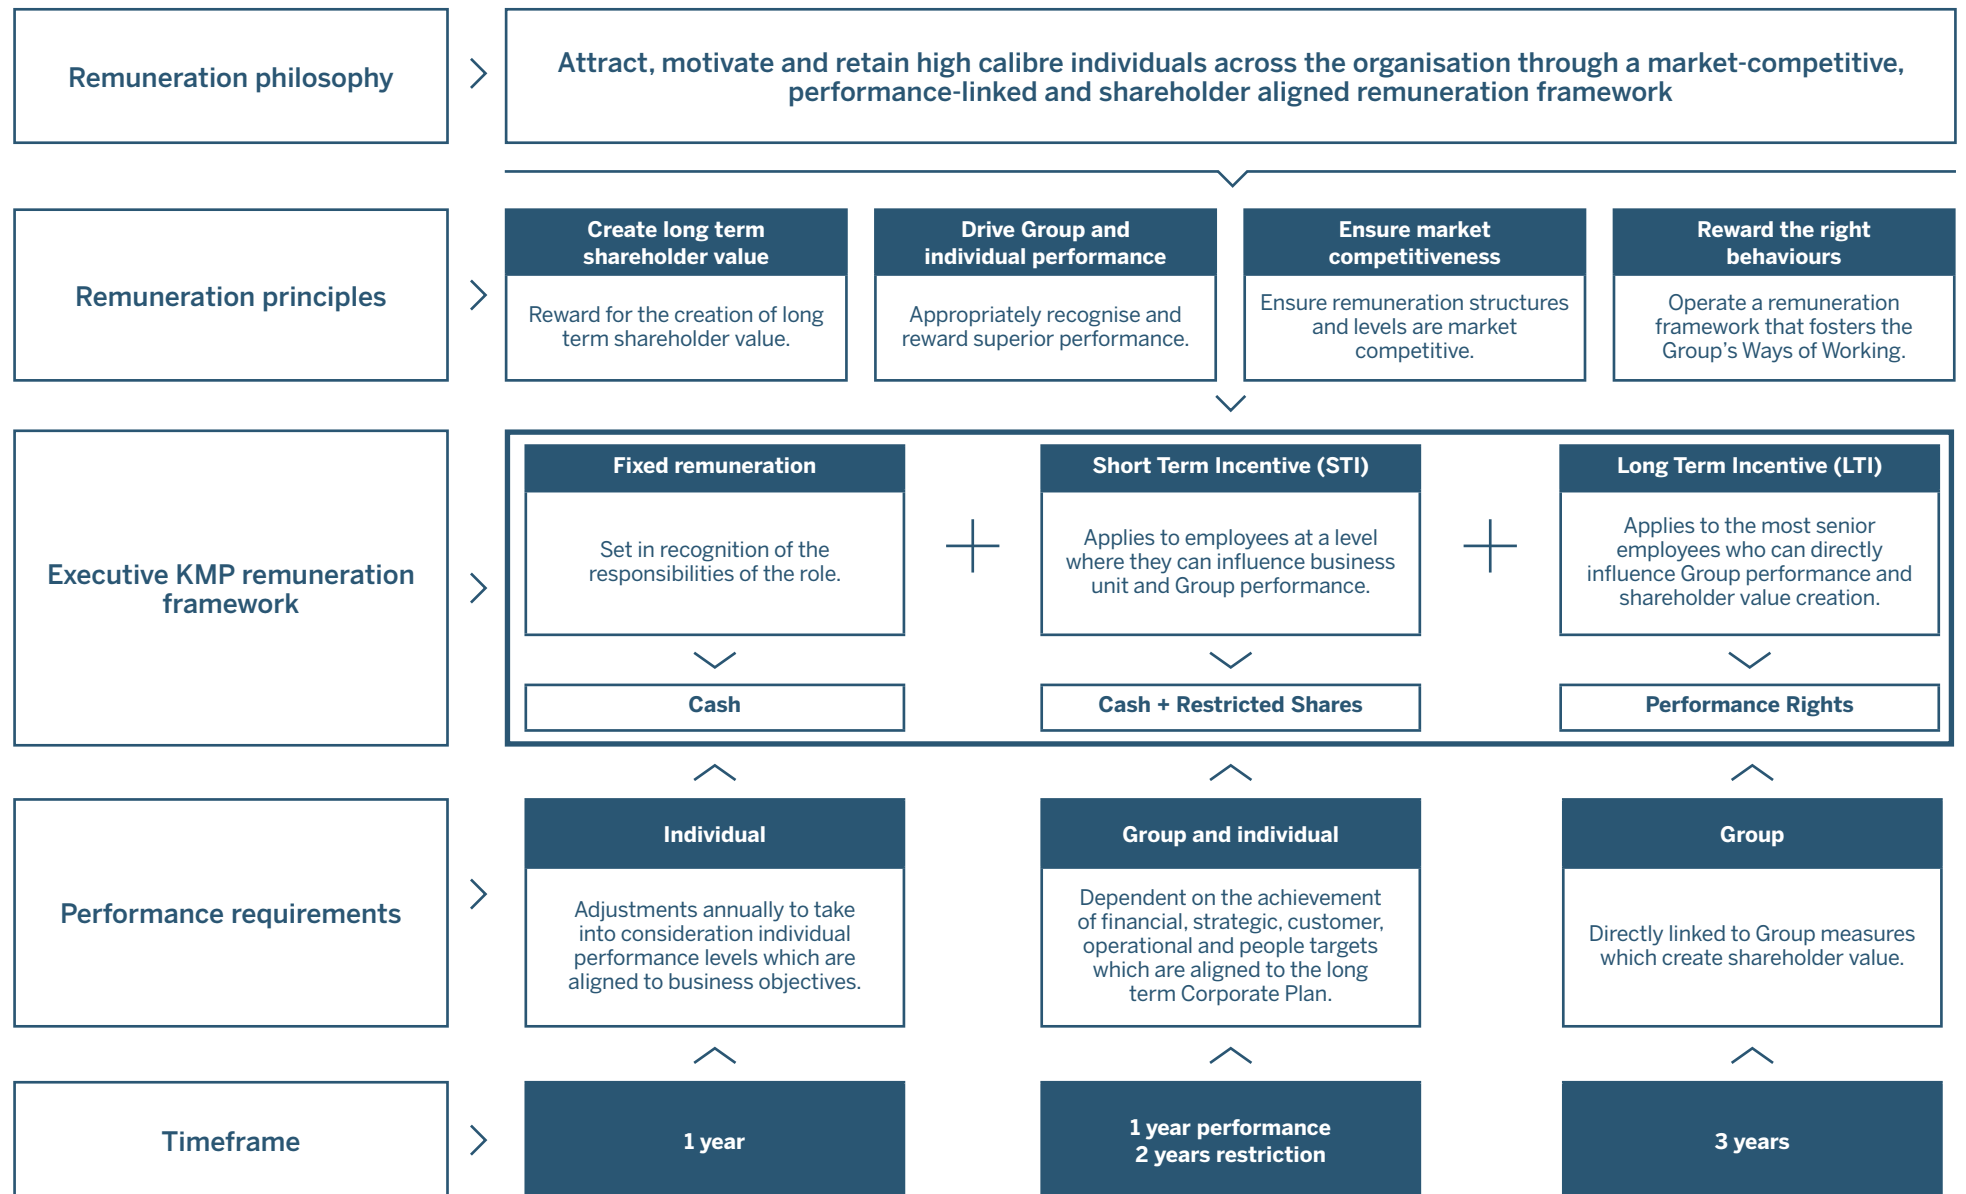 Remuneration philosophy
Attract, motivate and retain high calibre individuals across the organisation through a market-competitive,
performance-linked and shareholder aligned remuneration framework
Remuneration principles
Create long term
shareholder value
Reward for the creation of long
term shareholder value.
Drive Group and
individual performance
Appropriately recognise and
reward superior performance.
Ensure market
competitiveness
Ensure remuneration structures
and levels are market
competitive.
Reward the right
behaviours
Operate a remuneration
framework that fosters the
Group’s Ways of Working.
Executive KMP remuneration
framework
Fixed remuneration
Set in recognition of the
responsibilities of the role.
Cash
Short Term Incentive (STI)
Applies to employees at a level
where they can influence business
unit and Group performance.
Cash + Restricted Shares
Long Term Incentive (LTI)
Applies to the most senior
employees who can directly
influence Group performance and
shareholder value creation.
Performance Rights
Performance requirements
Individual
Adjustments annually to take
into consideration individual
performance levels which are
aligned to business objectives.
Group and individual
Dependent on the achievement
of financial, strategic, customer,
operational and people targets
which are aligned to the long
term Corporate Plan.
Group
Directly linked to Group measures
which create shareholder value.
Timeframe
1 year
1 year performance
2 years restriction
3 years